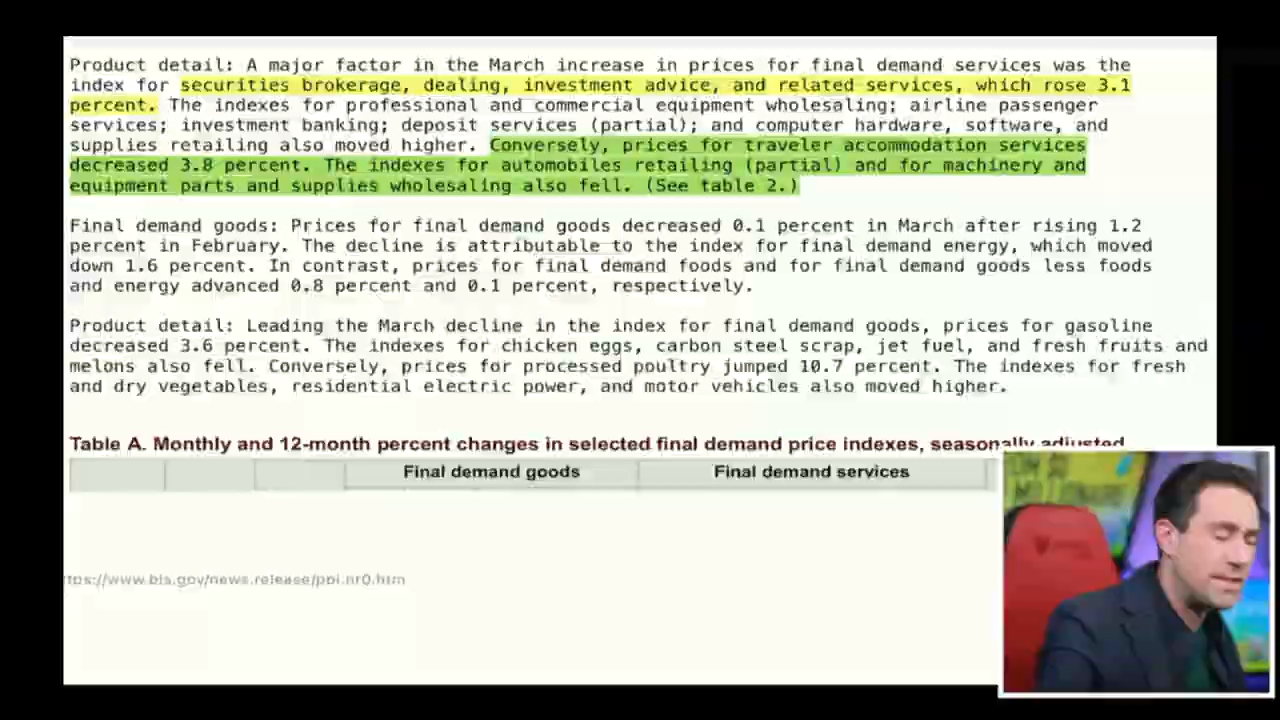 Product detail: A major factor in the March increase in prices for final demand services was the
index for securities brokerage, dealing, investment advice, and related services, which rose 3.1
percent. The indexes for professional and commercial equipment wholesaling; airline passenger
services; investment banking; deposit services (partial); and computer hardware, software, and
supplies retailing also moved higher. Conversely, prices for traveler accommodation services
decreased 3.8 percent. The indexes for automobiles retailing (partial) and for machinery and
equipment parts and supplies wholesaling also fell. (See table 2.)
Final demand goods: Prices for final demand goods decreased 0.1 percent in March after rising 1.2
percent in February. The decline is attributable to the index for final demand energy, which moved
down 1.6 percent. In contrast, prices for final demand foods and for final demand goods less foods
and energy advanced 0.8 percent and 0.1 percent, respectively.
Product detail: Leading the March decline in the index for final demand goods, prices for gasoline
decreased 3.6 percent. The indexes for chicken eggs, carbon steel scrap, jet fuel, and fresh fruits and
melons also fell. Conversely, prices for processed poultry jumped 10.7 percent. The indexes for fresh
and dry vegetables, residential electric power, and motor vehicles also moved higher.
Table A. Monthly and 12-month percent changes in selected final demand price indexes, seasonally adjusted
Final demand goods Final demand services
ttps://www.bls.gov/news.release/ppi.nr0.htm